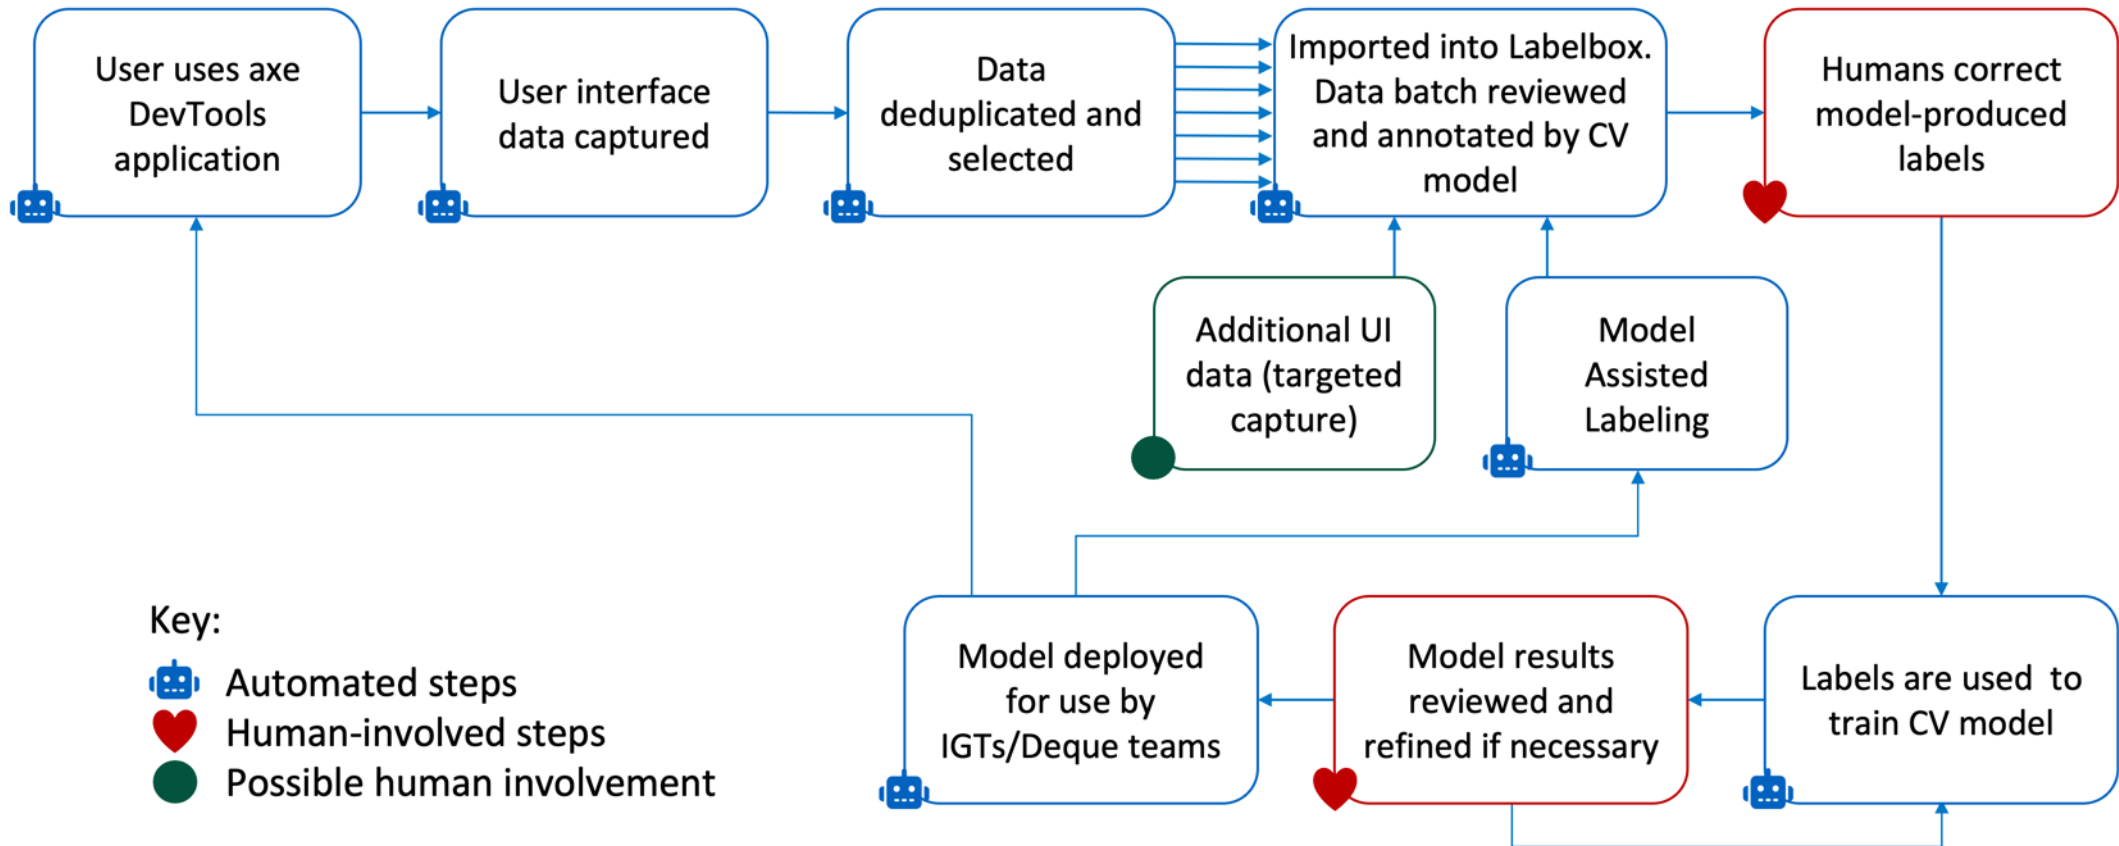 User uses axe
DevTools
application
User interface
data captured
Data
deduplicated and
selected
Imported into Labelbox.
Data batch reviewed
and annotated by CV
model
Humans correct
model-produced
labels
Additional UI
data (targeted
capture)
Model
Assisted
Labeling
Model deployed
for use by
IGTs/Deque teams
Model results
reviewed and
refined if necessary
Labels are used to
train CV model
Key:
Automated steps
Human-involved steps
Possible human involvement